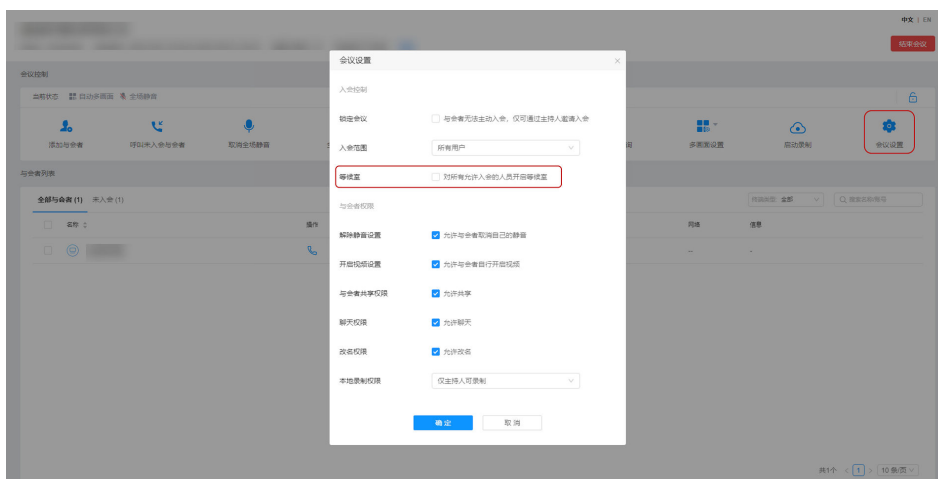 中文 | EN
结束会议
会议控制
当前状态 自动多画面 全场静音
添加与会者
呼叫未入会与会者
取消全场静音
多画面设置
启动录制
会议设置
与会者列表
全部与会者 (1) 未入会 (1)
终端类型: 全部
搜索名称/帐号
名称
操作
网络
信息
--
-
共1个 < 1 > 10 条/页
会议设置
入会控制
锁定会议 与会者无法主动入会，仅可通过主持人邀请入会
入会范围 所有用户
等候室 对所有允许入会的人员开启等候室
与会者权限
解除静音设置 允许与会者取消自己的静音
开启视频设置 允许与会者自行开启视频
与会者共享权限 允许共享
聊天权限 允许聊天
改名权限 允许改名
本地录制权限 仅主持人可录制
确定 取消